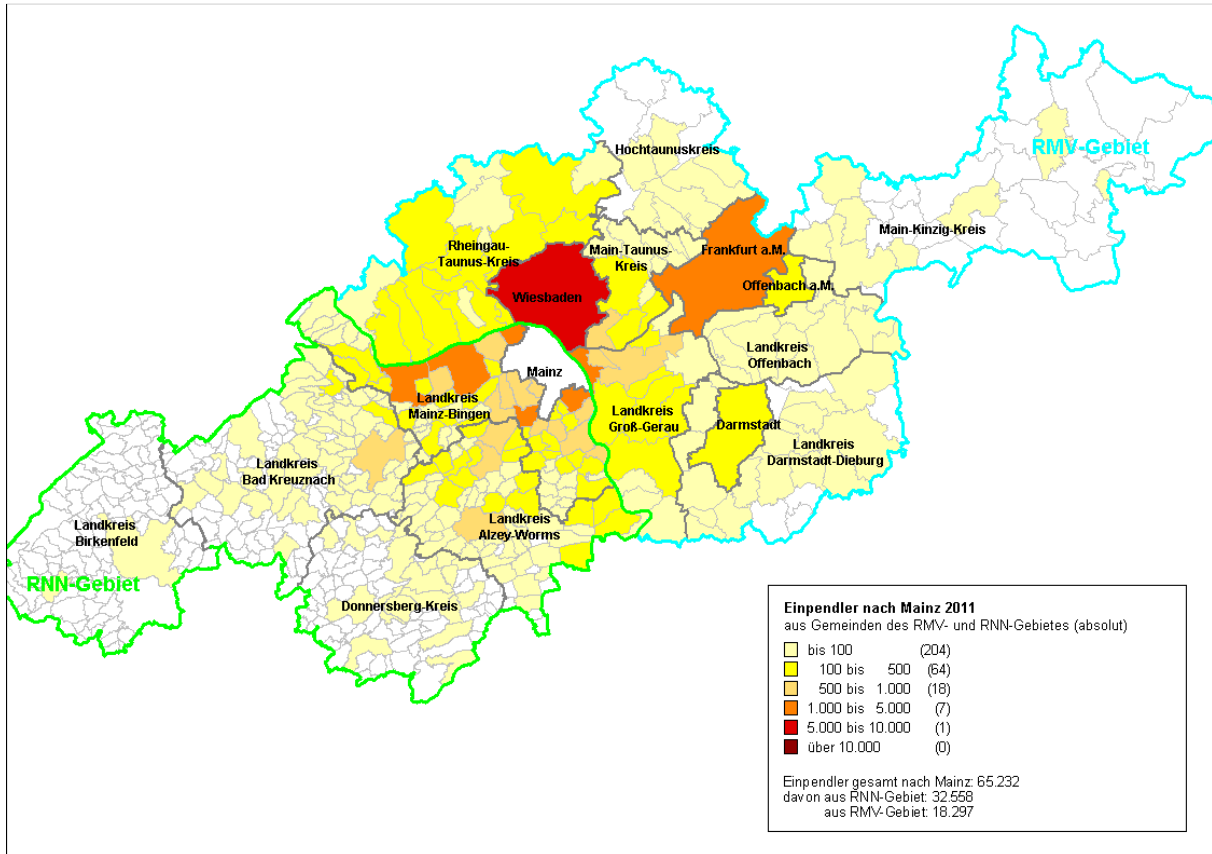 Hochtaunuskreis
RMV-Gebiet
Main-Kinzig-Kreis
Rheingau-
Taunus-Kreis
Main-Taunus-
Kreis
Frankfurt a.M.
Offenbach a.M.
Wiesbaden
Landkreis
Offenbach
Mainz
Landkreis
Mainz-Bingen
Landkreis
Groß-Gerau
Darmstadt
Landkreis
Darmstadt-Dieburg
Landkreis
Bad Kreuznach
Landkreis
Alzey-Worms
Landkreis
Birkenfeld
RNN-Gebiet
Donnersberg-Kreis
Einpendler nach Mainz 2011
aus Gemeinden des RMV- und RNN-Gebietes (absolut)
bis 100 (204)
100 bis 500 (64)
500 bis 1.000 (18)
1.000 bis 5.000 (7)
5.000 bis 10.000 (1)
über 10.000 (0)
Einpendler gesamt nach Mainz: 65.232
davon aus RNN-Gebiet: 32.558
aus RMV-Gebiet: 18.297